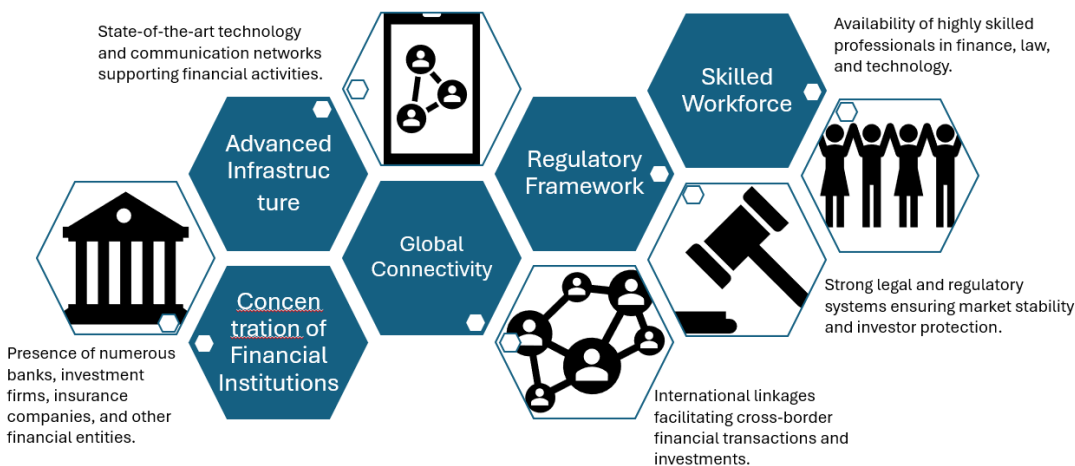 State-of-the-art technology
and communication networks
supporting financial activities.
Advanced
Infrastruc
ture
Presence of numerous
banks, investment
firms, insurance
companies, and other
financial entities.
Concen
tration of
Financial
Institutions
Global
Connectivity
International linkages
facilitating cross-border
financial transactions and
investments.
Regulatory
Framework
Strong legal and regulatory
systems ensuring market stability
and investor protection.
Skilled
Workforce
Availability of highly skilled
professionals in finance, law,
and technology.